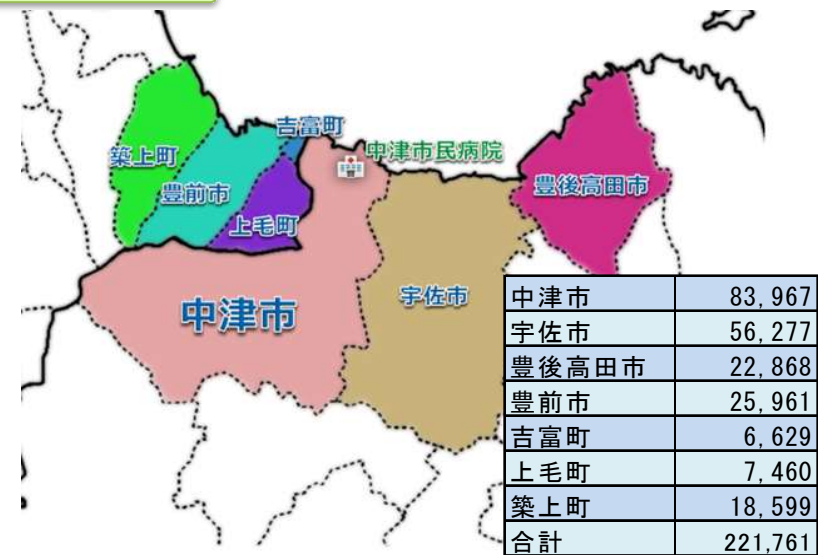 吉富町
築上町
中津市民病院
豊前市
豊後高田市
上毛町
中津市
宇佐市
中津市 83,967
宇佐市 56,277
豊後高田市 22,868
豊前市 25,961
吉富町 6,629
上毛町 7,460
築上町 18,599
合計 221,761